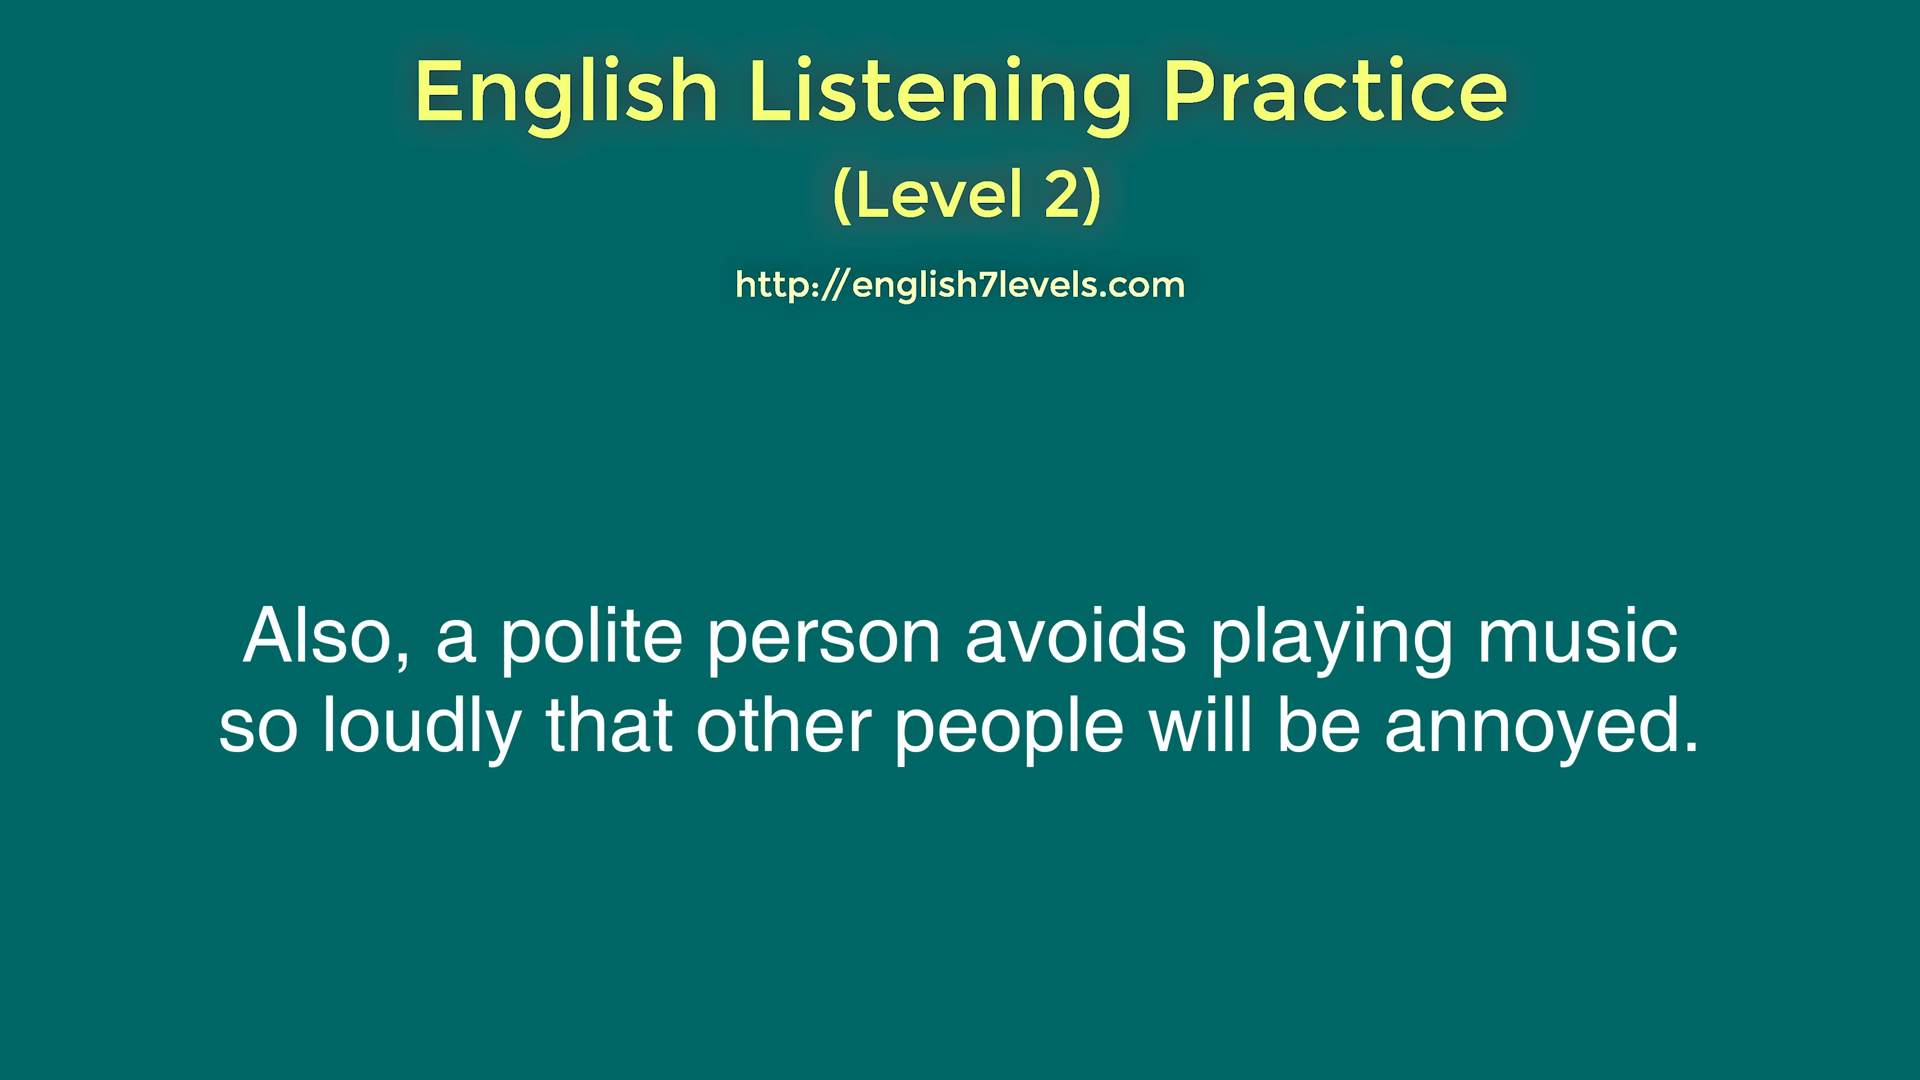 English Listening Practice
(Level 2)
http://english7levels.com
Also, a polite person avoids playing music
so loudly that other people will be annoyed.